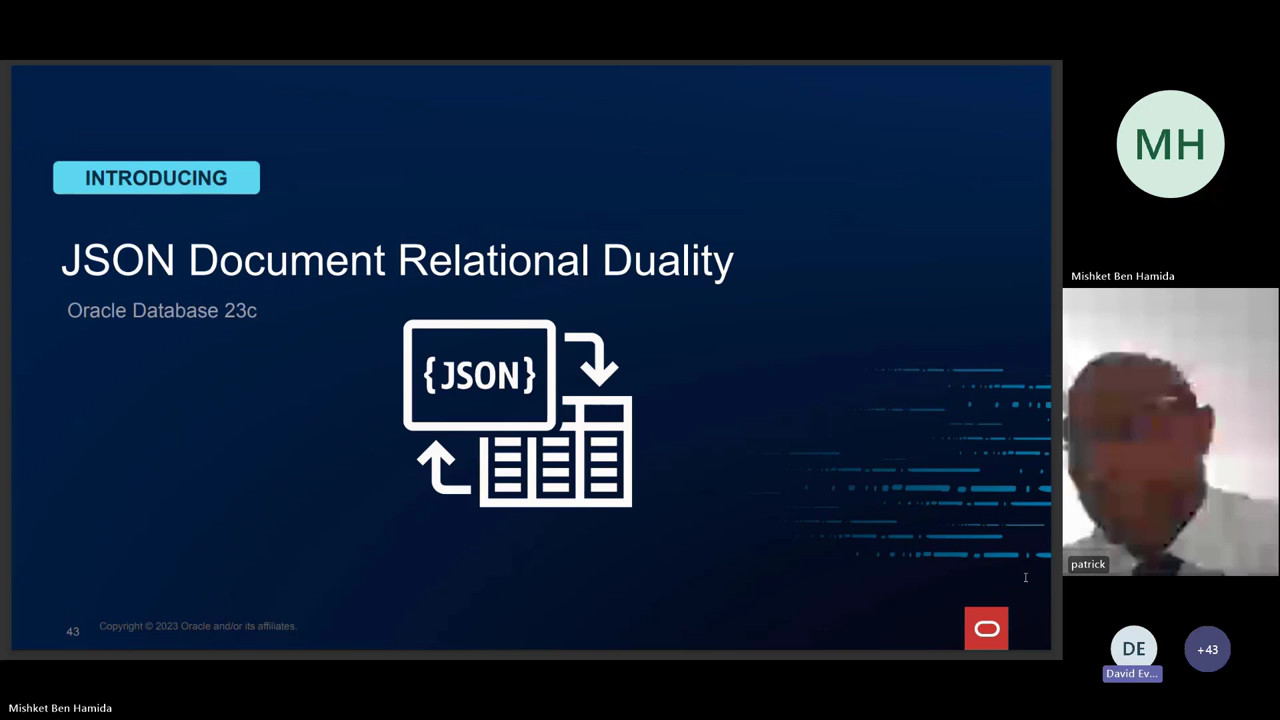 INTRODUCING
JSON Document Relational Duality
Oracle Database 23c
{JSON}
43
Copyright © 2023 Oracle and/or its affiliates.
MH
Mishket Ben Hamida
patrick
DE
David Ev...
+43
Mishket Ben Hamida